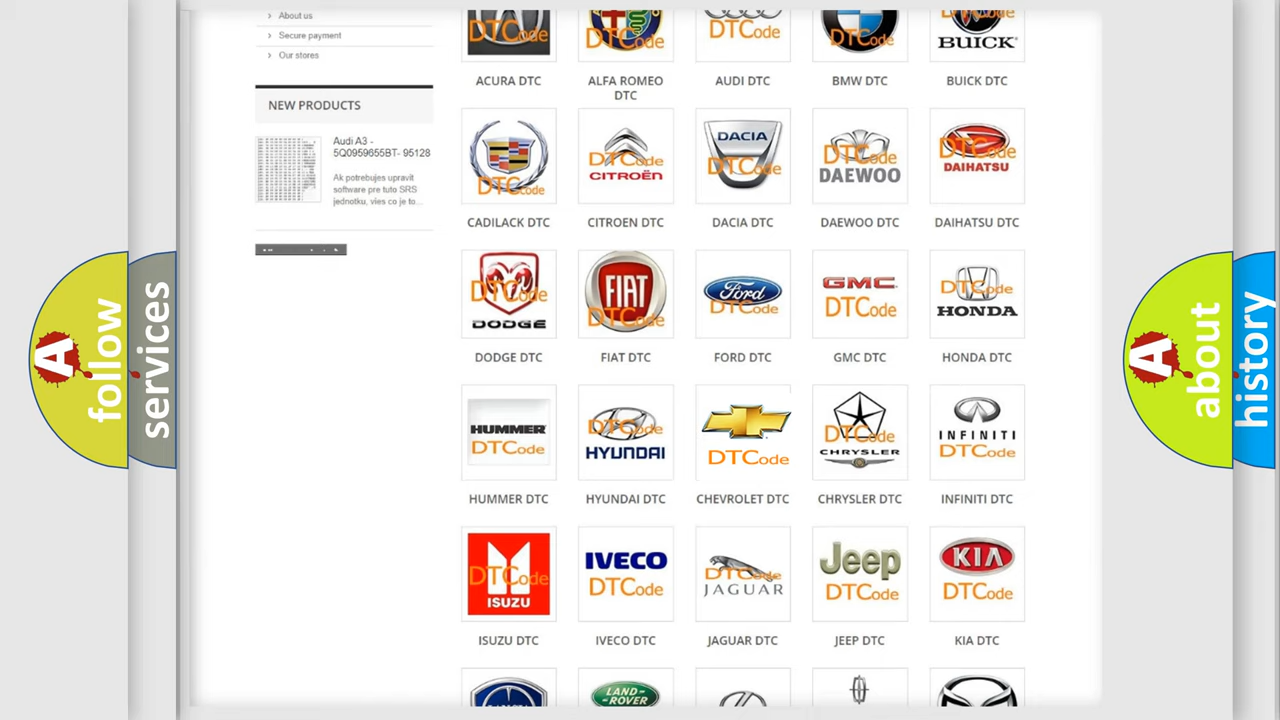 About us
Secure payment
Our stores
NEW PRODUCTS
Audi A3 -
5Q0959655BT- 95128
Ak potrebujes upravit
software pre tuto SRS
jednotku, vies co je to...
A follow
services
A about
history
DTCode DTCode DTCode DTCode BUICK
ACURA DTC ALFA ROMEO DTC AUDI DTC BMW DTC BUICK DTC
DTCode DTCode CITROËN DACIA DTCode DTCode DAEWOO DTCode DAIHATSU
CADILACK DTC CITROEN DTC DACIA DTC DAEWOO DTC DAIHATSU DTC
DTCode DODGE FIAT DTCode Ford DTCode GMC DTCode DTCode HONDA
DODGE DTC FIAT DTC FORD DTC GMC DTC HONDA DTC
HUMMER DTCode DTCode HYUNDAI DTCode DTCode CHRYSLER INFINITI DTCode
HUMMER DTC HYUNDAI DTC CHEVROLET DTC CHRYSLER DTC INFINITI DTC
DTCode ISUZU IVECO DTCode DTCode JAGUAR Jeep DTCode KIA DTCode
ISUZU DTC IVECO DTC JAGUAR DTC JEEP DTC KIA DTC
LAND-
ROVER